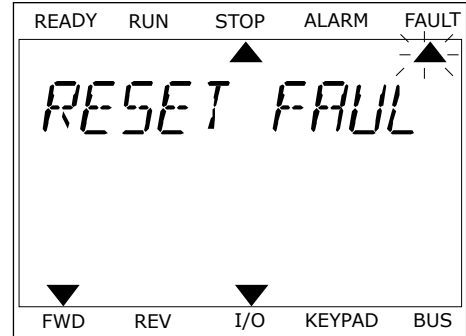 READY RUN STOP ALARM FAULT
RESET FAUL
FWD REV I/O KEYPAD BUS